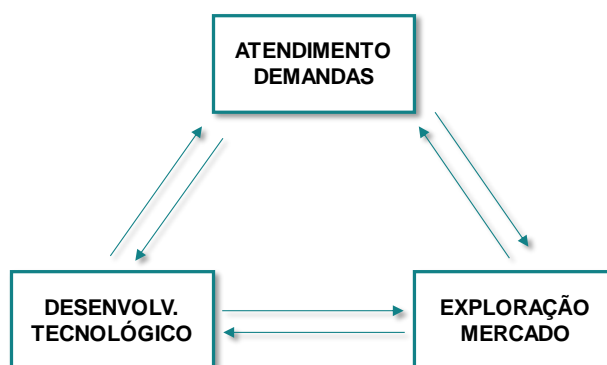 ATENDIMENTO
DEMANDAS
DESENVOLV.
TECNOLÓGICO
EXPLORAÇÃO
MERCADO